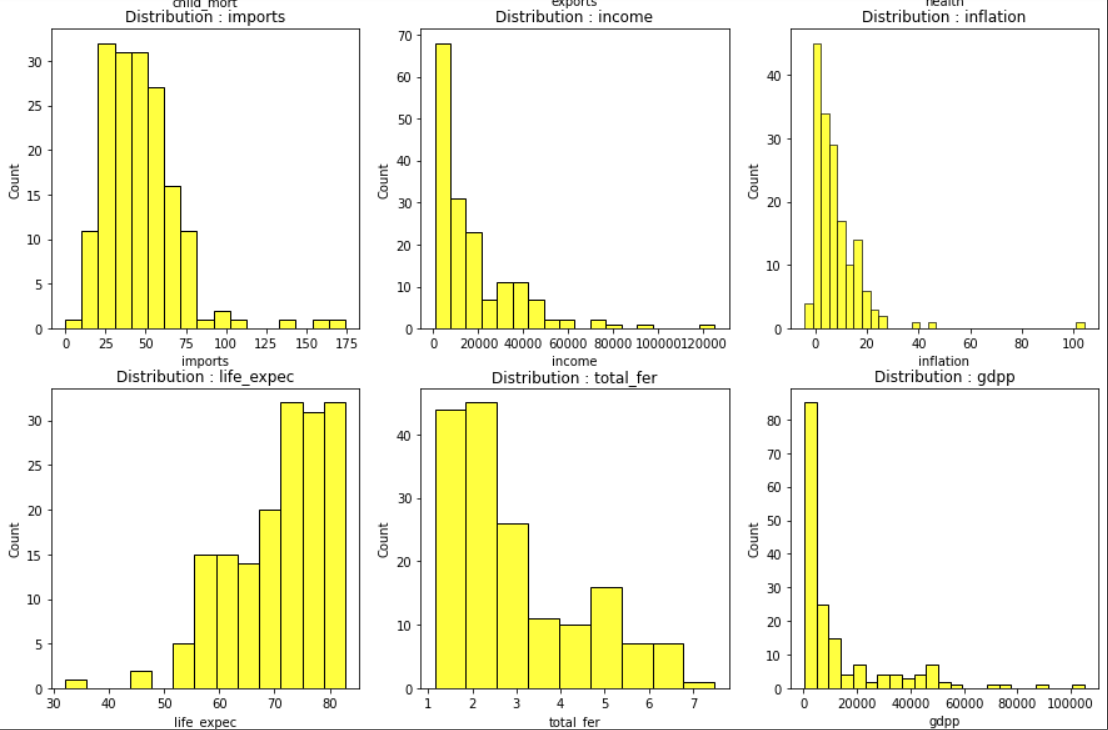 child_mort
exports
health
Distribution : imports
Distribution : income
Distribution : inflation
30
25
20
15
10
5
0
Count
0 25 50 75 100 125 150 175
imports
70
60
50
40
30
20
10
0
Count
0 20000 40000 60000 80000 100000 120000
income
40
30
20
10
0
Count
0 20 40 60 80 100
inflation
Distribution : life_expec
Distribution : total_fer
Distribution : gdpp
30
25
20
15
10
5
0
Count
30 40 50 60 70 80
life_expec
40
30
20
10
0
Count
1 2 3 4 5 6 7
total_fer
80
70
60
50
40
30
20
10
0
Count
0 20000 40000 60000 80000 100000
gdpp